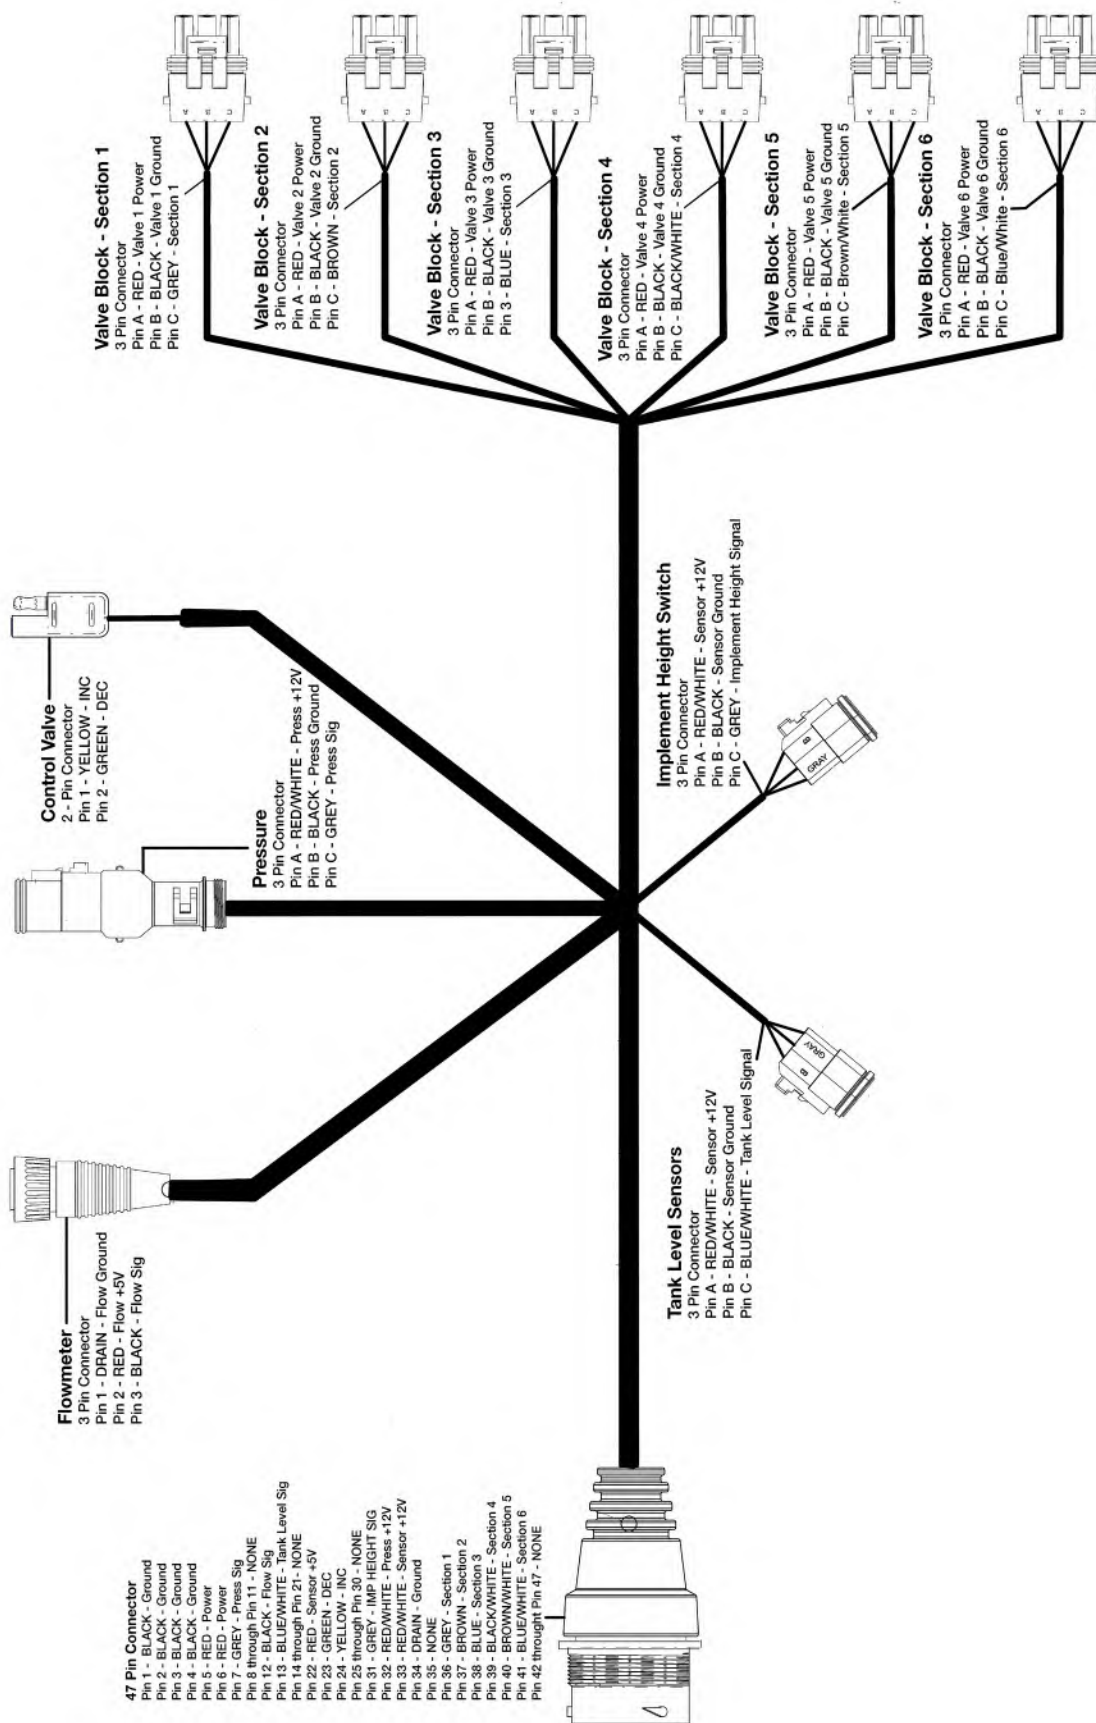 47 Pin Connector
Pin 1 - BLACK - Ground
Pin 2 - BLACK - Ground
Pin 3 - BLACK - Ground
Pin 4 - BLACK - Ground
Pin 5 - RED - Power
Pin 6 - RED - Power
Pin 7 - GREY - Press Sig
Pin 8 through Pin 11 - NONE
Pin 12 - BLACK - Flow Sig
Pin 13 - BLUE/WHITE - Tank Level Sig
Pin 14 through Pin 21- NONE
Pin 22 - RED - Sensor +5V
Pin 23 - GREEN - DEC
Pin 24 - YELLOW - INC
Pin 25 through Pin 30 - NONE
Pin 31 - GREY - IMP HEIGHT SIG
Pin 32 - RED/WHITE - Press +12V
Pin 33 - RED/WHITE - Sensor +12V
Pin 34 - DRAIN - Ground
Pin 35 - NONE
Pin 36 - GREY - Section 1
Pin 37 - BROWN - Section 2
Pin 38 - BLUE - Section 3
Pin 39 - BLACK/WHITE - Section 4
Pin 40 - BROWN/WHITE - Section 5
Pin 41 - BLUE/WHITE - Section 6
Pin 42 throught Pin 47 - NONE
Flowmeter
3 Pin Connector
Pin 1 - DRAIN - Flow Ground
Pin 2 - RED - Flow +5V
Pin 3 - BLACK - Flow Sig
Pressure
3 Pin Connector
Pin A - RED/WHITE - Press +12V
Pin B - BLACK - Press Ground
Pin C - GREY - Press Sig
Control Valve
2 - Pin Connector
Pin 1 - YELLOW - INC
Pin 2 - GREEN - DEC
Tank Level Sensors
3 Pin Connector
Pin A - RED/WHITE - Sensor +12V
Pin B - BLACK - Sensor Ground
Pin C - BLUE/WHITE - Tank Level Signal
B
GRAY
Implement Height Switch
3 Pin Connector
Pin A - RED/WHITE - Sensor +12V
Pin B - BLACK - Sensor Ground
Pin C - GREY - Implement Height Signal
GRAY
B
Valve Block - Section 1
3 Pin Connector
Pin A - RED - Valve 1 Power
Pin B - BLACK - Valve 1 Ground
Pin C - GREY - Section 1
A
B
C
Valve Block - Section 2
3 Pin Connector
Pin A - RED - Valve 2 Power
Pin B - BLACK - Valve 2 Ground
Pin C - BROWN - Section 2
A
B
C
Valve Block - Section 3
3 Pin Connector
Pin A - RED - Valve 3 Power
Pin B - BLACK - Valve 3 Ground
Pin 3 - BLUE - Section 3
A
B
C
Valve Block - Section 4
3 Pin Connector
Pin A - RED - Valve 4 Power
Pin B - BLACK - Valve 4 Ground
Pin C - BLACK/WHITE - Section 4
A
B
C
Valve Block - Section 5
3 Pin Connector
Pin A - RED - Valve 5 Power
Pin B - BLACK - Valve 5 Ground
Pin C - Brown/White - Section 5
A
B
C
Valve Block - Section 6
3 Pin Connector
Pin A - RED - Valve 6 Power
Pin B - BLACK - Valve 6 Ground
Pin C - Blue/White - Section 6
A
B
C